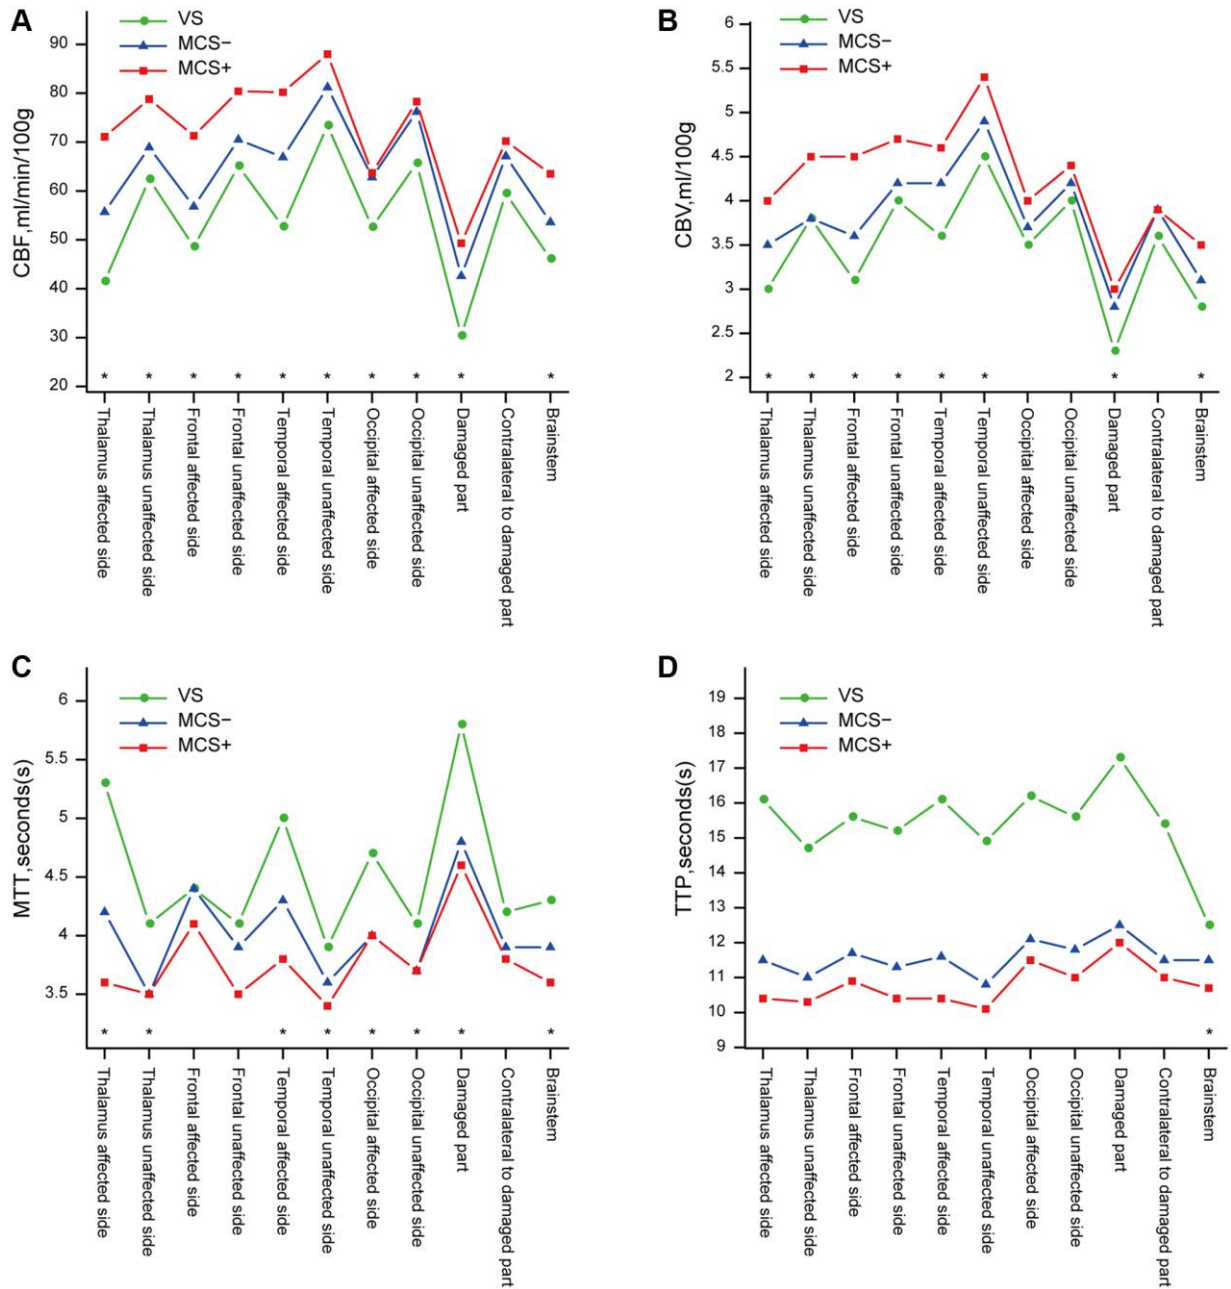 A
VS
MCS−
MCS+
CBF,ml/min/100g
90
80
70
60
50
40
30
20
* * * * * * * * * *
Thalamus affected side
Thalamus unaffected side
Frontal affected side
Frontal unaffected side
Temporal affected side
Temporal unaffected side
Occipital affected side
Occipital unaffected side
Damaged part
Contralateral to damaged part
Brainstem
B
VS
MCS−
MCS+
CBV,ml/100g
6
5.5
5
4.5
4
3.5
3
2.5
2
* * * * * * * *
Thalamus affected side
Thalamus unaffected side
Frontal affected side
Frontal unaffected side
Temporal affected side
Temporal unaffected side
Occipital affected side
Occipital unaffected side
Damaged part
Contralateral to damaged part
Brainstem
C
VS
MCS−
MCS+
MTT,seconds(s)
6
5.5
5
4.5
4
3.5
* * * * * * * *
Thalamus affected side
Thalamus unaffected side
Frontal affected side
Frontal unaffected side
Temporal affected side
Temporal unaffected side
Occipital affected side
Occipital unaffected side
Damaged part
Contralateral to damaged part
Brainstem
D
VS
MCS−
MCS+
TTP,seconds(s)
19
18
17
16
15
14
13
12
11
10
9
*
Thalamus affected side
Thalamus unaffected side
Frontal affected side
Frontal unaffected side
Temporal affected side
Temporal unaffected side
Occipital affected side
Occipital unaffected side
Damaged part
Contralateral to damaged part
Brainstem